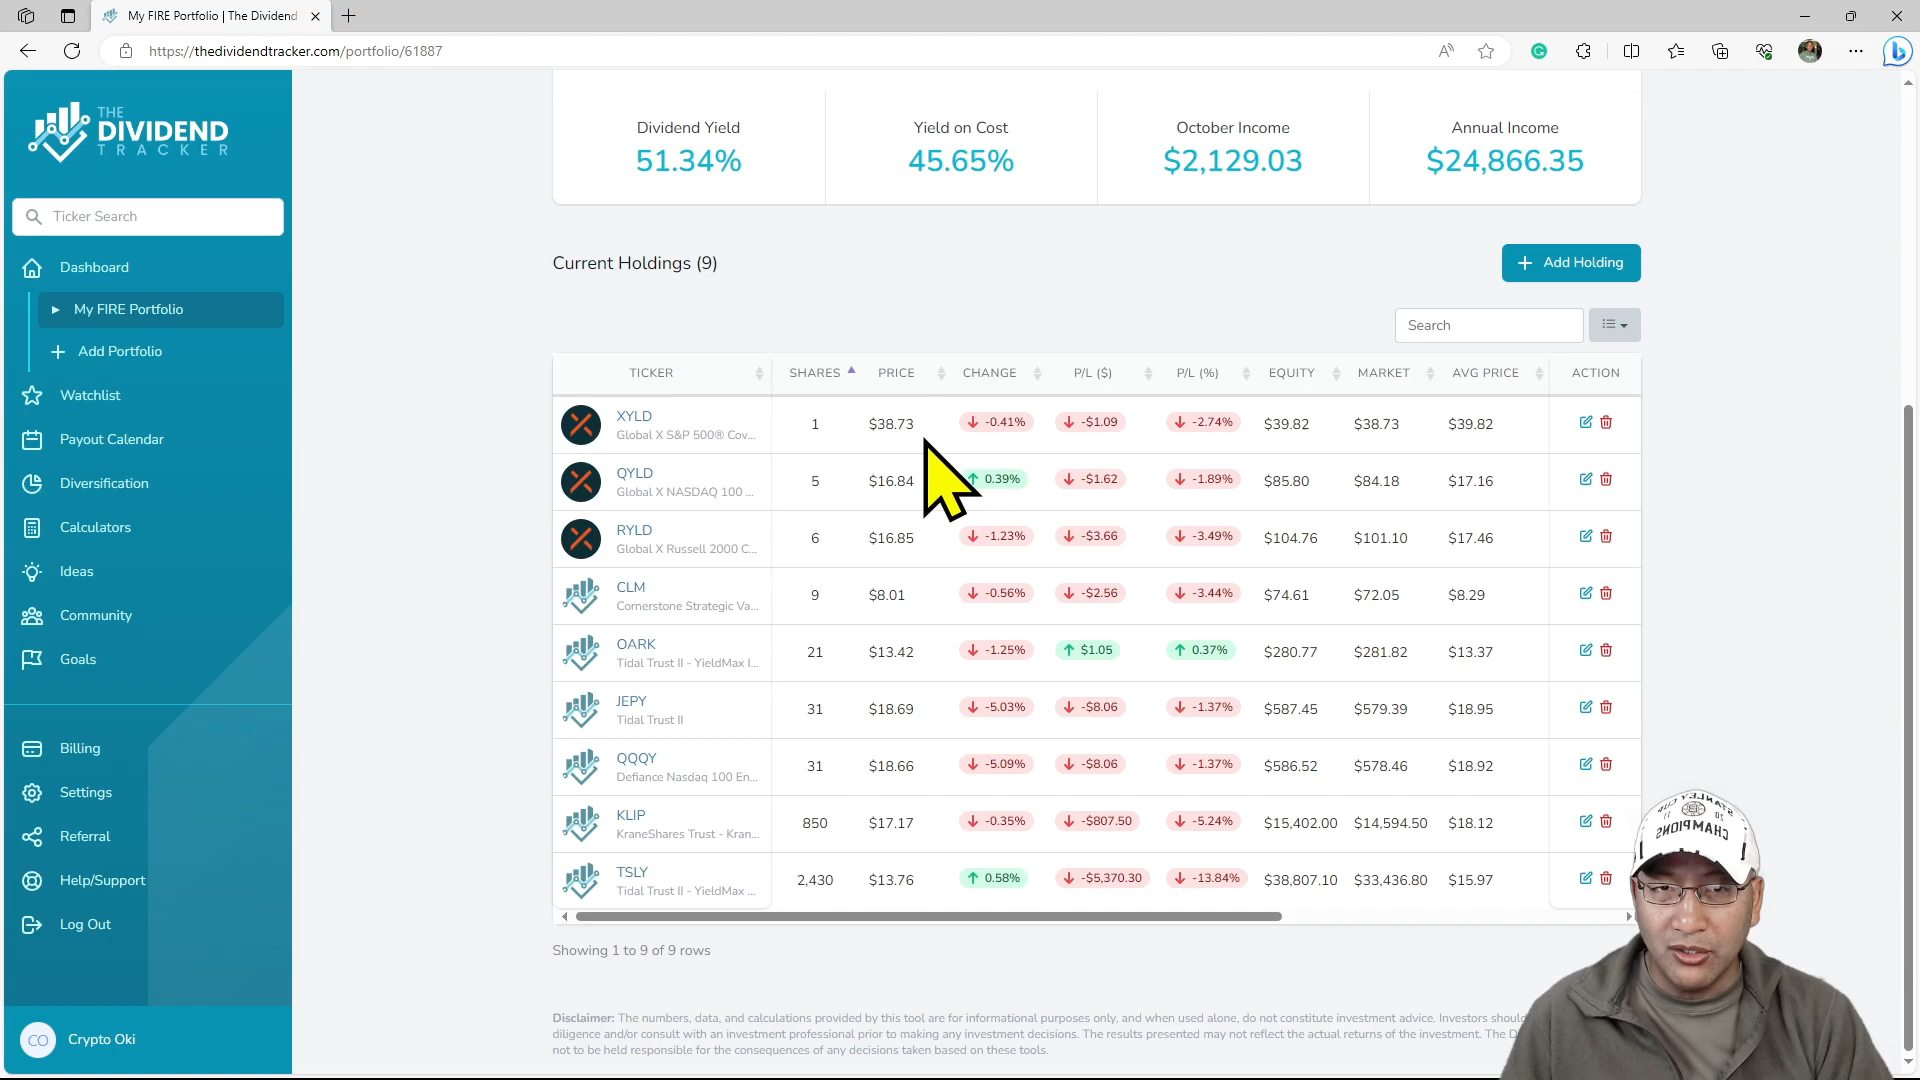 My FIRE Portfolio | The Dividend
https://thedividendtracker.com/portfolio/61887
THE
DIVIDEND
TRACKER
Ticker Search
Dashboard
My FIRE Portfolio
Add Portfolio
Watchlist
Payout Calendar
Diversification
Calculators
Ideas
Community
Goals
Billing
Settings
Referral
Help/Support
Log Out
CO Crypto Oki
Dividend Yield Yield on Cost October Income Annual Income
51.34% 45.65% $2,129.03 $24,866.35
Current Holdings (9)
Add Holding
Search
TICKER SHARES PRICE CHANGE P/L ($) P/L (%) EQUITY MARKET AVG PRICE ACTION
XYLD 1 $38.73 -0.41% -$1.09 -2.74% $39.82 $38.73 $39.82
Global X S&P 500® Cov...
QYLD 5 $16.84 0.39% -$1.62 -1.89% $85.80 $84.18 $17.16
Global X NASDAQ 100 ...
RYLD 6 $16.85 -1.23% -$3.66 -3.49% $104.76 $101.10 $17.46
Global X Russell 2000 C...
CLM 9 $8.01 -0.56% -$2.56 -3.44% $74.61 $72.05 $8.29
Cornerstone Strategic Va...
OARK 21 $13.42 -1.25% $1.05 0.37% $280.77 $281.82 $13.37
Tidal Trust II - YieldMax I...
JEPY 31 $18.69 -5.03% -$8.06 -1.37% $587.45 $579.39 $18.95
Tidal Trust II
QQQY 31 $18.66 -5.09% -$8.06 -1.37% $586.52 $578.46 $18.92
Defiance Nasdaq 100 En...
KLIP 850 $17.17 -0.35% -$807.50 -5.24% $15,402.00 $14,594.50 $18.12
KraneShares Trust - Kran...
TSLY 2,430 $13.76 0.58% -$5,370.30 -13.84% $38,807.10 $33,436.80 $15.97
Tidal Trust II - YieldMax ...
Showing 1 to 9 of 9 rows
Disclaimer: The numbers, data, and calculations provided by this tool are for informational purposes only, and when used alone, do not constitute investment advice. Investors should
diligence and/or consult with an investment professional prior to making any investment decisions. The results presented may not reflect the actual returns of the investment. The D
not to be held responsible for the consequences of any decisions taken based on these tools.
STANLEY CUP
CHAMPIONS